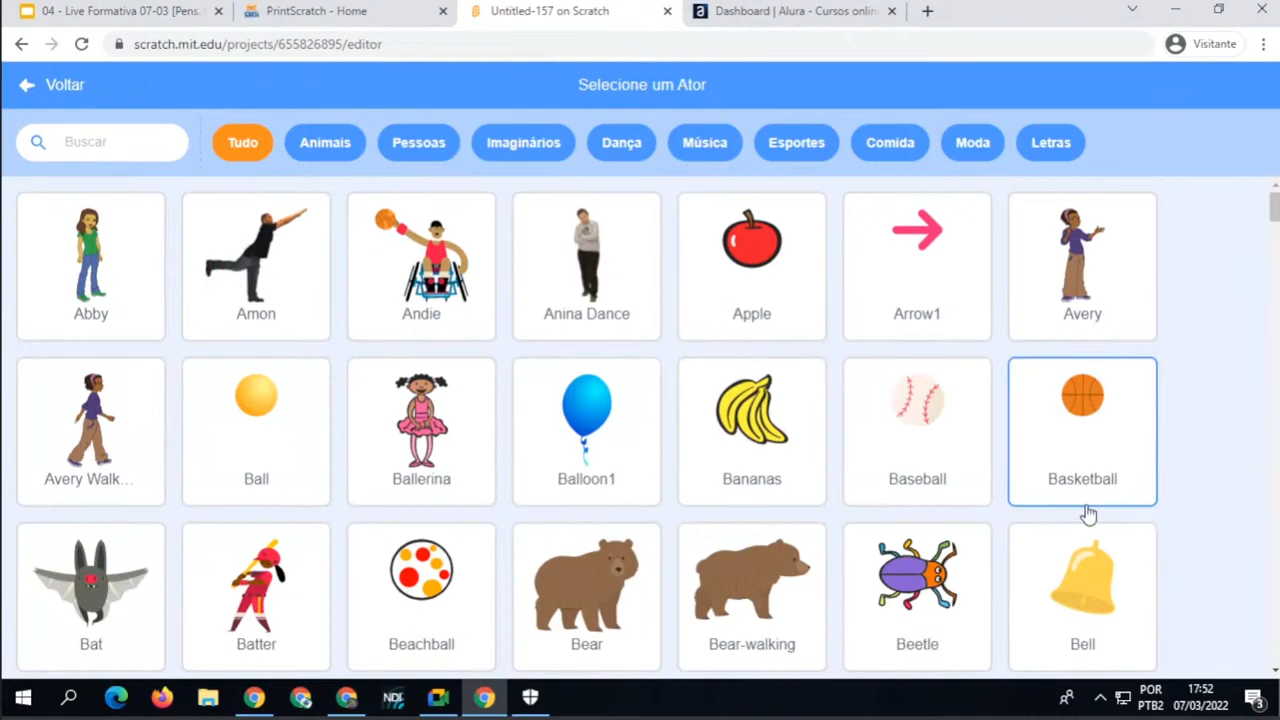 04 - Live Formativa 07-03 [Pens.
PrintScratch - Home
Untitled-157 on Scratch
Dashboard | Alura - Cursos onlin
scratch.mit.edu/projects/655826895/editor
Visitante
Voltar
Selecione um Ator
Buscar
Tudo
Animais
Pessoas
Imaginários
Dança
Música
Esportes
Comida
Moda
Letras
Abby
Amon
Andie
Anina Dance
Apple
Arrow1
Avery
Avery Walk...
Ball
Ballerina
Balloon1
Bananas
Baseball
Basketball
Bat
Batter
Beachball
Bear
Bear-walking
Beetle
Bell
NDI
POR
PTB2
17:52
07/03/2022
3